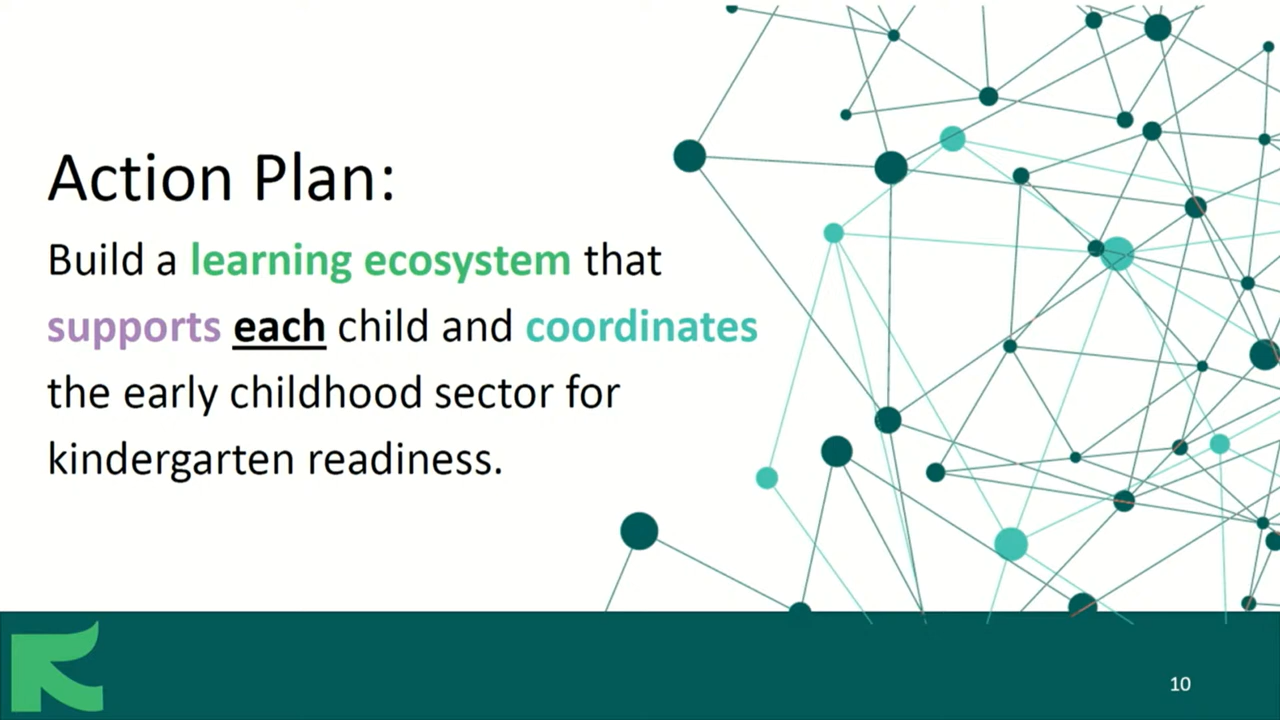 Action Plan:
Build a learning ecosystem that
supports each child and coordinates
the early childhood sector for
kindergarten readiness.
10